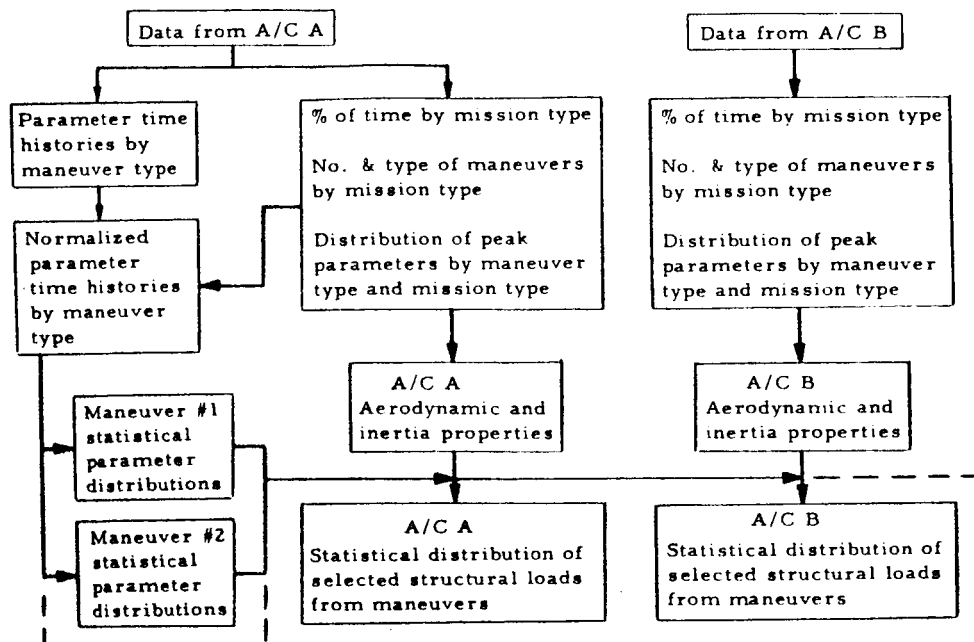 Data from A/C A
Data from A/C B
Parameter time
histories by
maneuver type
% of time by mission type
No. & type of maneuvers
by mission type
Distribution of peak
parameters by maneuver
type and mission type
% of time by mission type
No. & type of maneuvers
by mission type
Distribution of peak
parameters by maneuver
type and mission type
Normalized
parameter
time histories
by maneuver
type
A/C A
Aerodynamic and
inertia properties
A/C B
Aerodynamic and
inertia properties
Maneuver #1
statistical
parameter
distributions
Maneuver #2
statistical
parameter
distributions
A/C A
Statistical distribution of
selected structural loads
from maneuvers
A/C B
Statistical distribution of
selected structural loads
from maneuvers